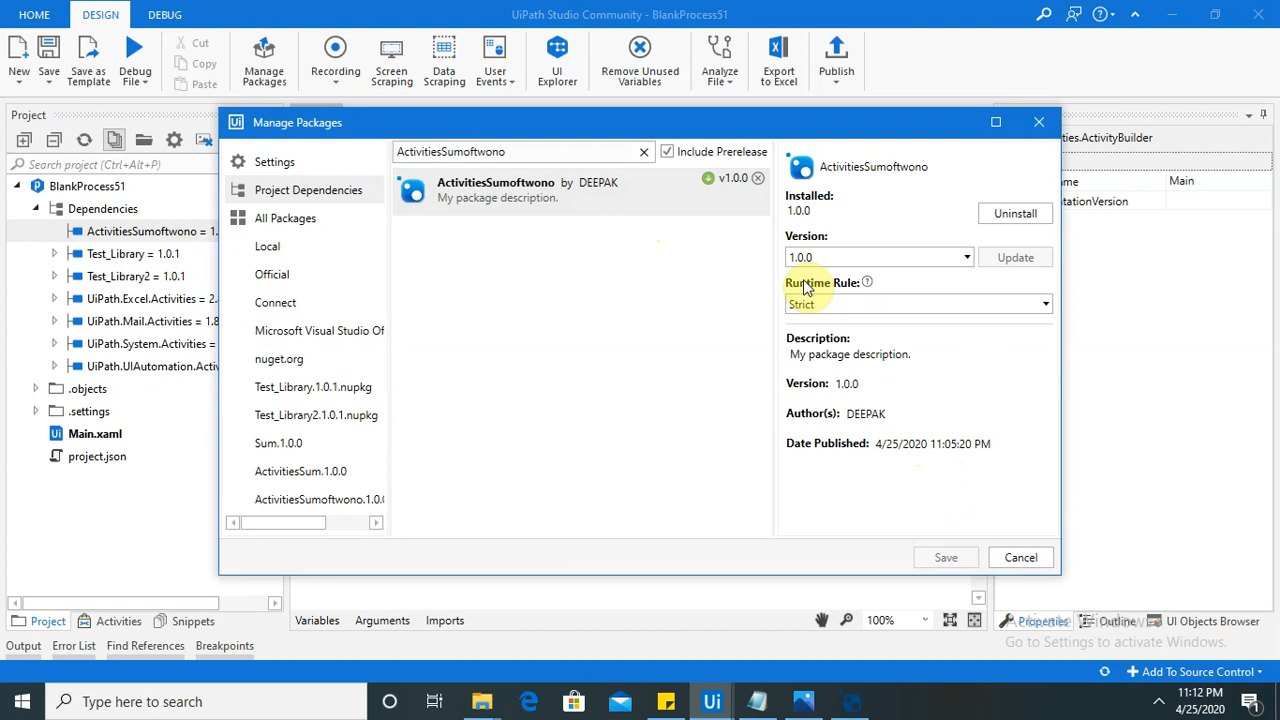 HOME
DESIGN
DEBUG
UiPath Studio Community - BlankProcess51
New
Save
Save as Template
Debug File
Cut
Copy
Paste
Manage Packages
Recording
Screen Scraping
Data Scraping
User Events
UI Explorer
Remove Unused Variables
Analyze File
Export to Excel
Publish
Project
Search project (Ctrl+Alt+P)
BlankProcess51
Dependencies
ActivitiesSumoftwono = 1.
Test_Library = 1.0.1
Test_Library2 = 1.0.1
UiPath.Excel.Activities = 2.
UiPath.Mail.Activities = 1.8
UiPath.System.Activities =
UiPath.UIAutomation.Activ
.objects
.settings
Main.xaml
project.json
Ui Manage Packages
Settings
Project Dependencies
All Packages
Local
Official
Connect
Microsoft Visual Studio Of
nuget.org
Test_Library.1.0.1.nupkg
Test_Library2.1.0.1.nupkg
Sum.1.0.0
ActivitiesSum.1.0.0
ActivitiesSumoftwono.1.0.0
ActivitiesSumoftwono
Include Prerelease
ActivitiesSumoftwono by DEEPAK
v1.0.0
My package description.
ActivitiesSumoftwono
Installed:
1.0.0
Uninstall
Version:
1.0.0
Update
Runtime Rule:
Strict
Description:
My package description.
Version: 1.0.0
Author(s): DEEPAK
Date Published: 4/25/2020 11:05:20 PM
Save
Cancel
ities.ActivityBuilder
ame
Main
ntationVersion
Project
Activities
Snippets
Variables
Arguments
Imports
100%
Properties
Outline
UI Objects Browser
Activate Windows
Go to Settings to activate Windows.
Output
Error List
Find References
Breakpoints
Add To Source Control
Type here to search
Ui
11:12 PM
4/25/2020
1